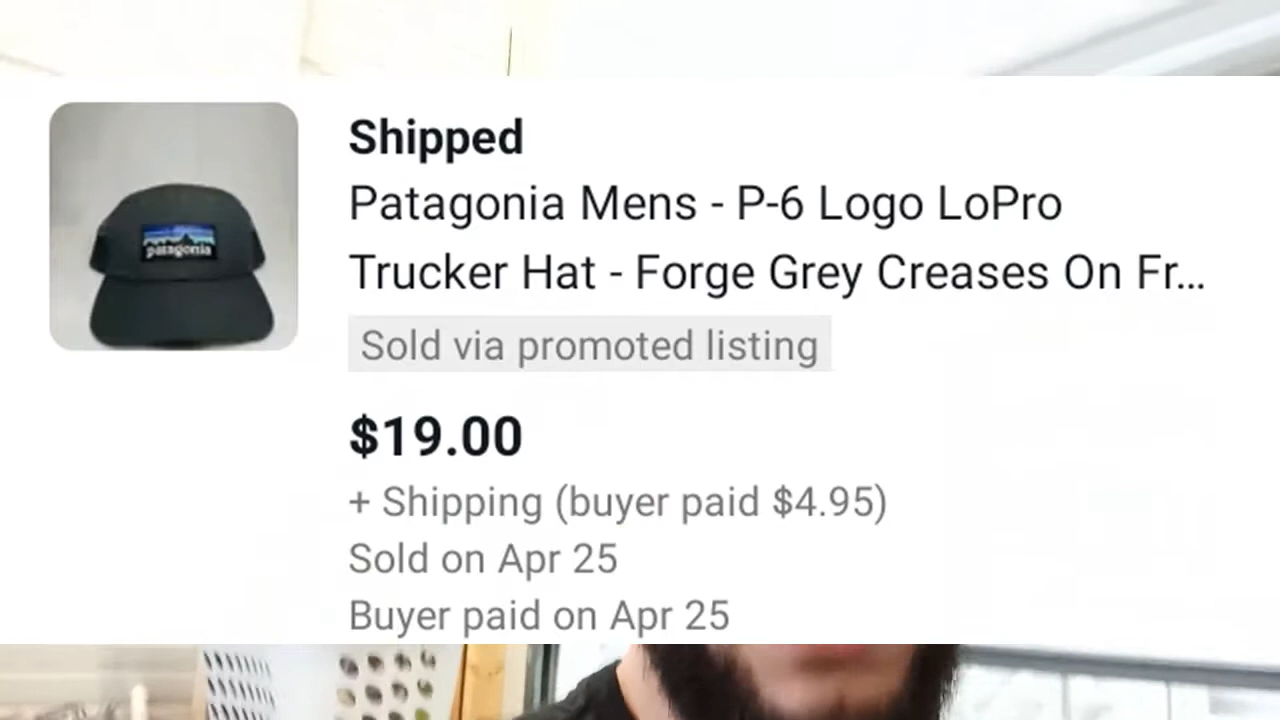 patagonia
Shipped
Patagonia Mens - P-6 Logo LoPro
Trucker Hat - Forge Grey Creases On Fr...
Sold via promoted listing
$19.00
+ Shipping (buyer paid $4.95)
Sold on Apr 25
Buyer paid on Apr 25